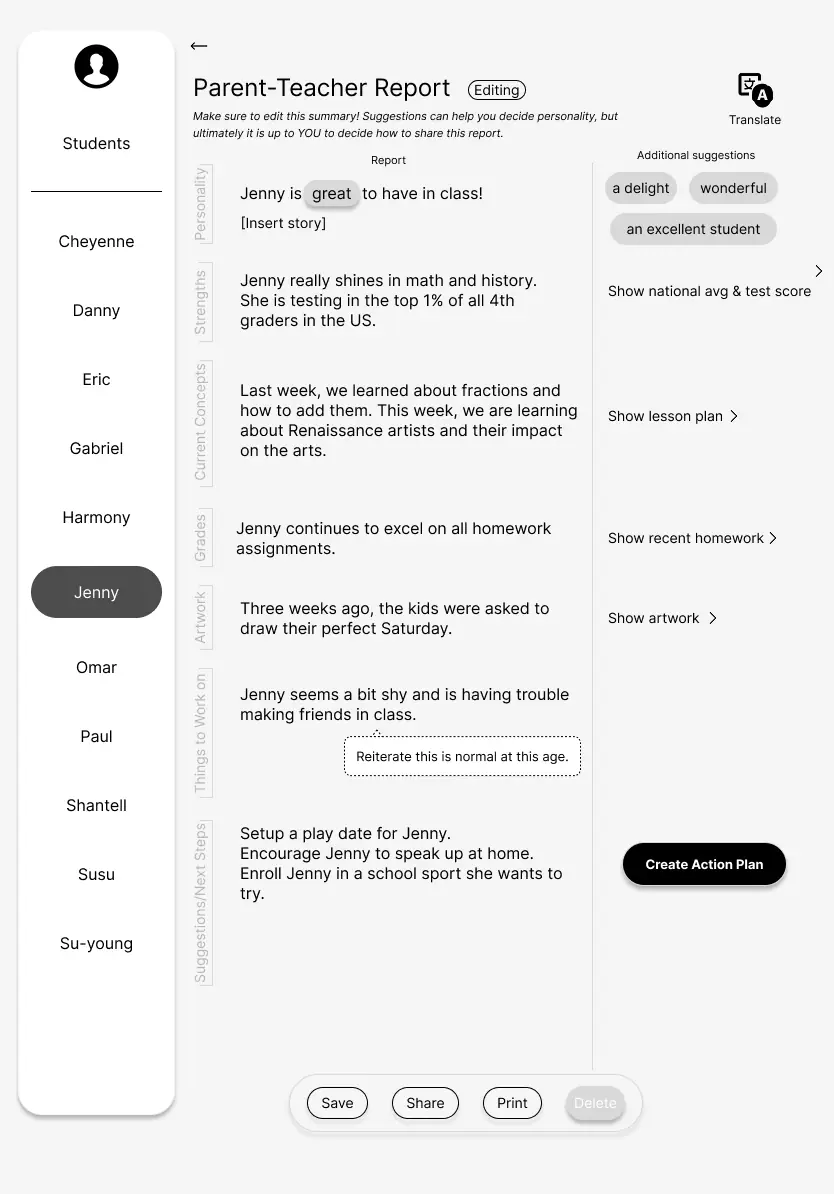 Students
Cheyenne
Danny
Eric
Gabriel
Harmony
Jenny
Omar
Paul
Shantell
Susu
Su-young
Parent-Teacher Report
Editing
Make sure to edit this summary! Suggestions can help you decide personality, but
ultimately it is up to YOU to decide how to share this report.
文A
Translate
Report
Additional suggestions
Personality
Jenny is great to have in class!
[Insert story]
a delight
wonderful
an excellent student
Strengths
Jenny really shines in math and history.
She is testing in the top 1% of all 4th
graders in the US.
Show national avg & test score
Current Concepts
Last week, we learned about fractions and
how to add them. This week, we are learning
about Renaissance artists and their impact
on the arts.
Show lesson plan
Grades
Jenny continues to excel on all homework
assignments.
Show recent homework
Artwork
Three weeks ago, the kids were asked to
draw their perfect Saturday.
Show artwork
Things to Work on
Jenny seems a bit shy and is having trouble
making friends in class.
Reiterate this is normal at this age.
Suggestions/Next Steps
Setup a play date for Jenny.
Encourage Jenny to speak up at home.
Enroll Jenny in a school sport she wants to
try.
Create Action Plan
Save
Share
Print
Delete